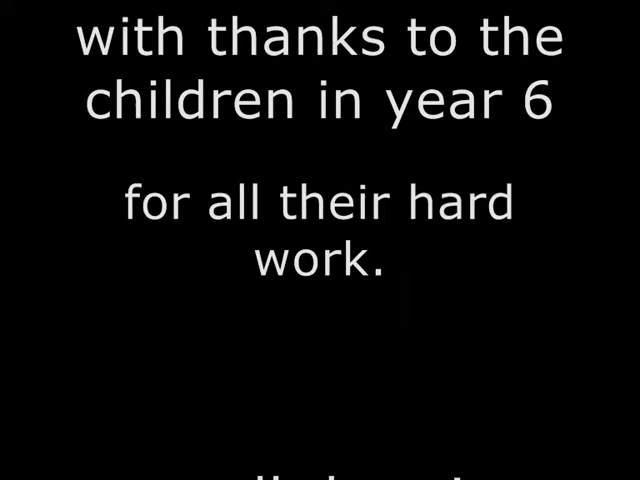 with thanks to the
children in year 6
for all their hard
work.